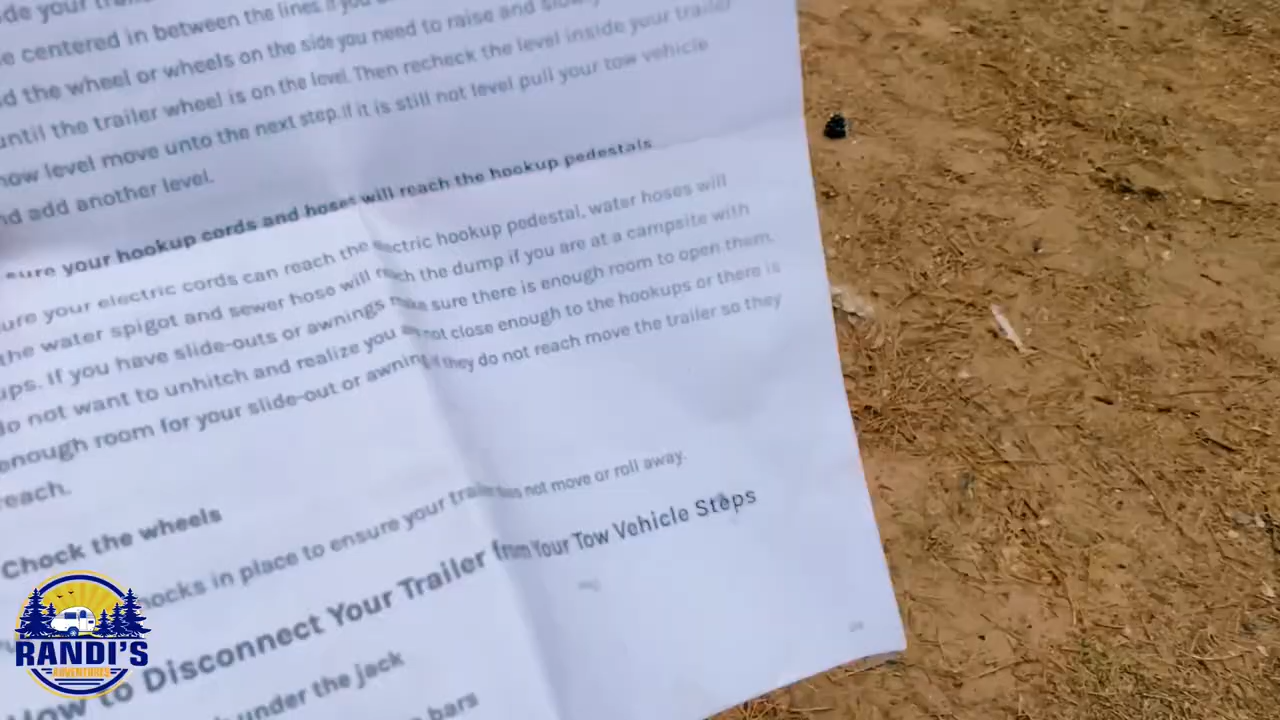 de your
e centered in between the lines. If you
d the wheel or wheels on the side you need to raise and slowly
until the trailer wheel is on the level. Then recheck the level inside your trailer
now level move unto the next step.if it is still not level pull your tow vehicle
nd add another level.
sure your hookup cords and hoses will reach the hookup pedestals
ure your electric cords can reach the electric hookup pedestal, water hoses will
the water spigot and sewer hose will reach the dump if you are at a campsite with
ups. If you have slide-outs or awnings make sure there is enough room to open them.
do not want to unhitch and realize you are not close enough to the hookups or there is
enough room for your slide-out or awning if they do not reach move the trailer so they
reach.
Chock the wheels
hocks in place to ensure your trailer does not move or roll away.
How to Disconnect Your Trailer from Your Tow Vehicle Steps
under the jack
bars
RANDI'S
ADVENTURES